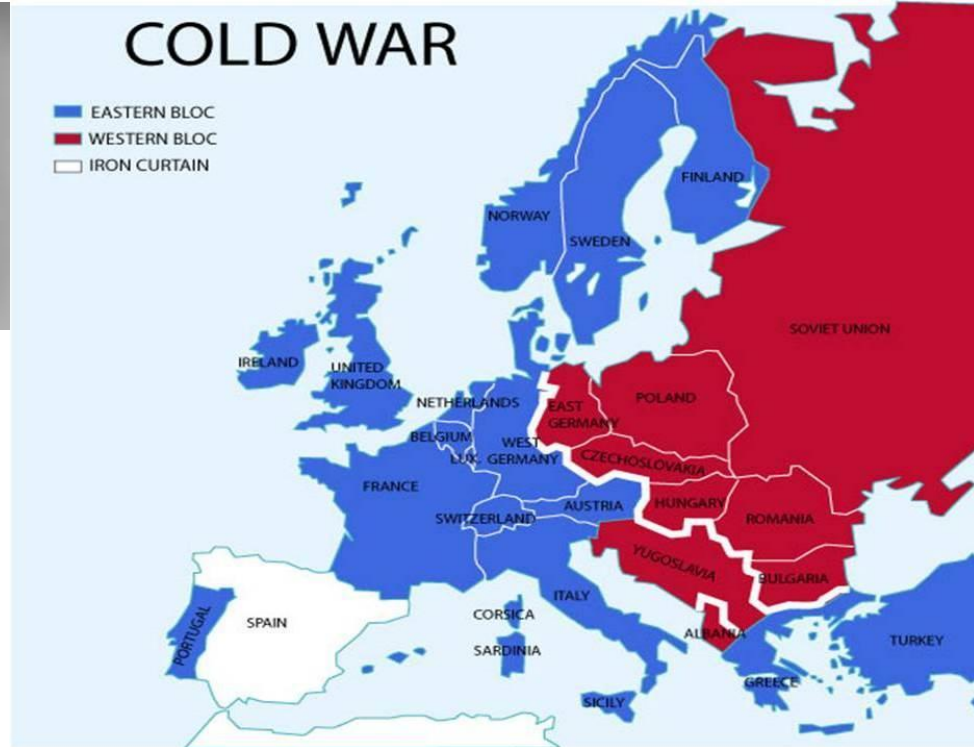 COLD WAR
EASTERN BLOC
WESTERN BLOC
IRON CURTAIN
FINLAND
NORWAY
SWEDEN
SOVIET UNION
IRELAND
UNITED
KINGDOM
NETHERLANDS
EAST
GERMANY
POLAND
BELGIUM
WEST
GERMANY
LUX.
CZECHOSLOVAKIA
FRANCE
AUSTRIA
HUNGARY
SWITZERLAND
ROMANIA
YUGOSLAVIA
BULGARIA
ITALY
CORSICA
SPAIN
PORTUGAL
ALBANIA
TURKEY
SARDINIA
GREECE
SICILY